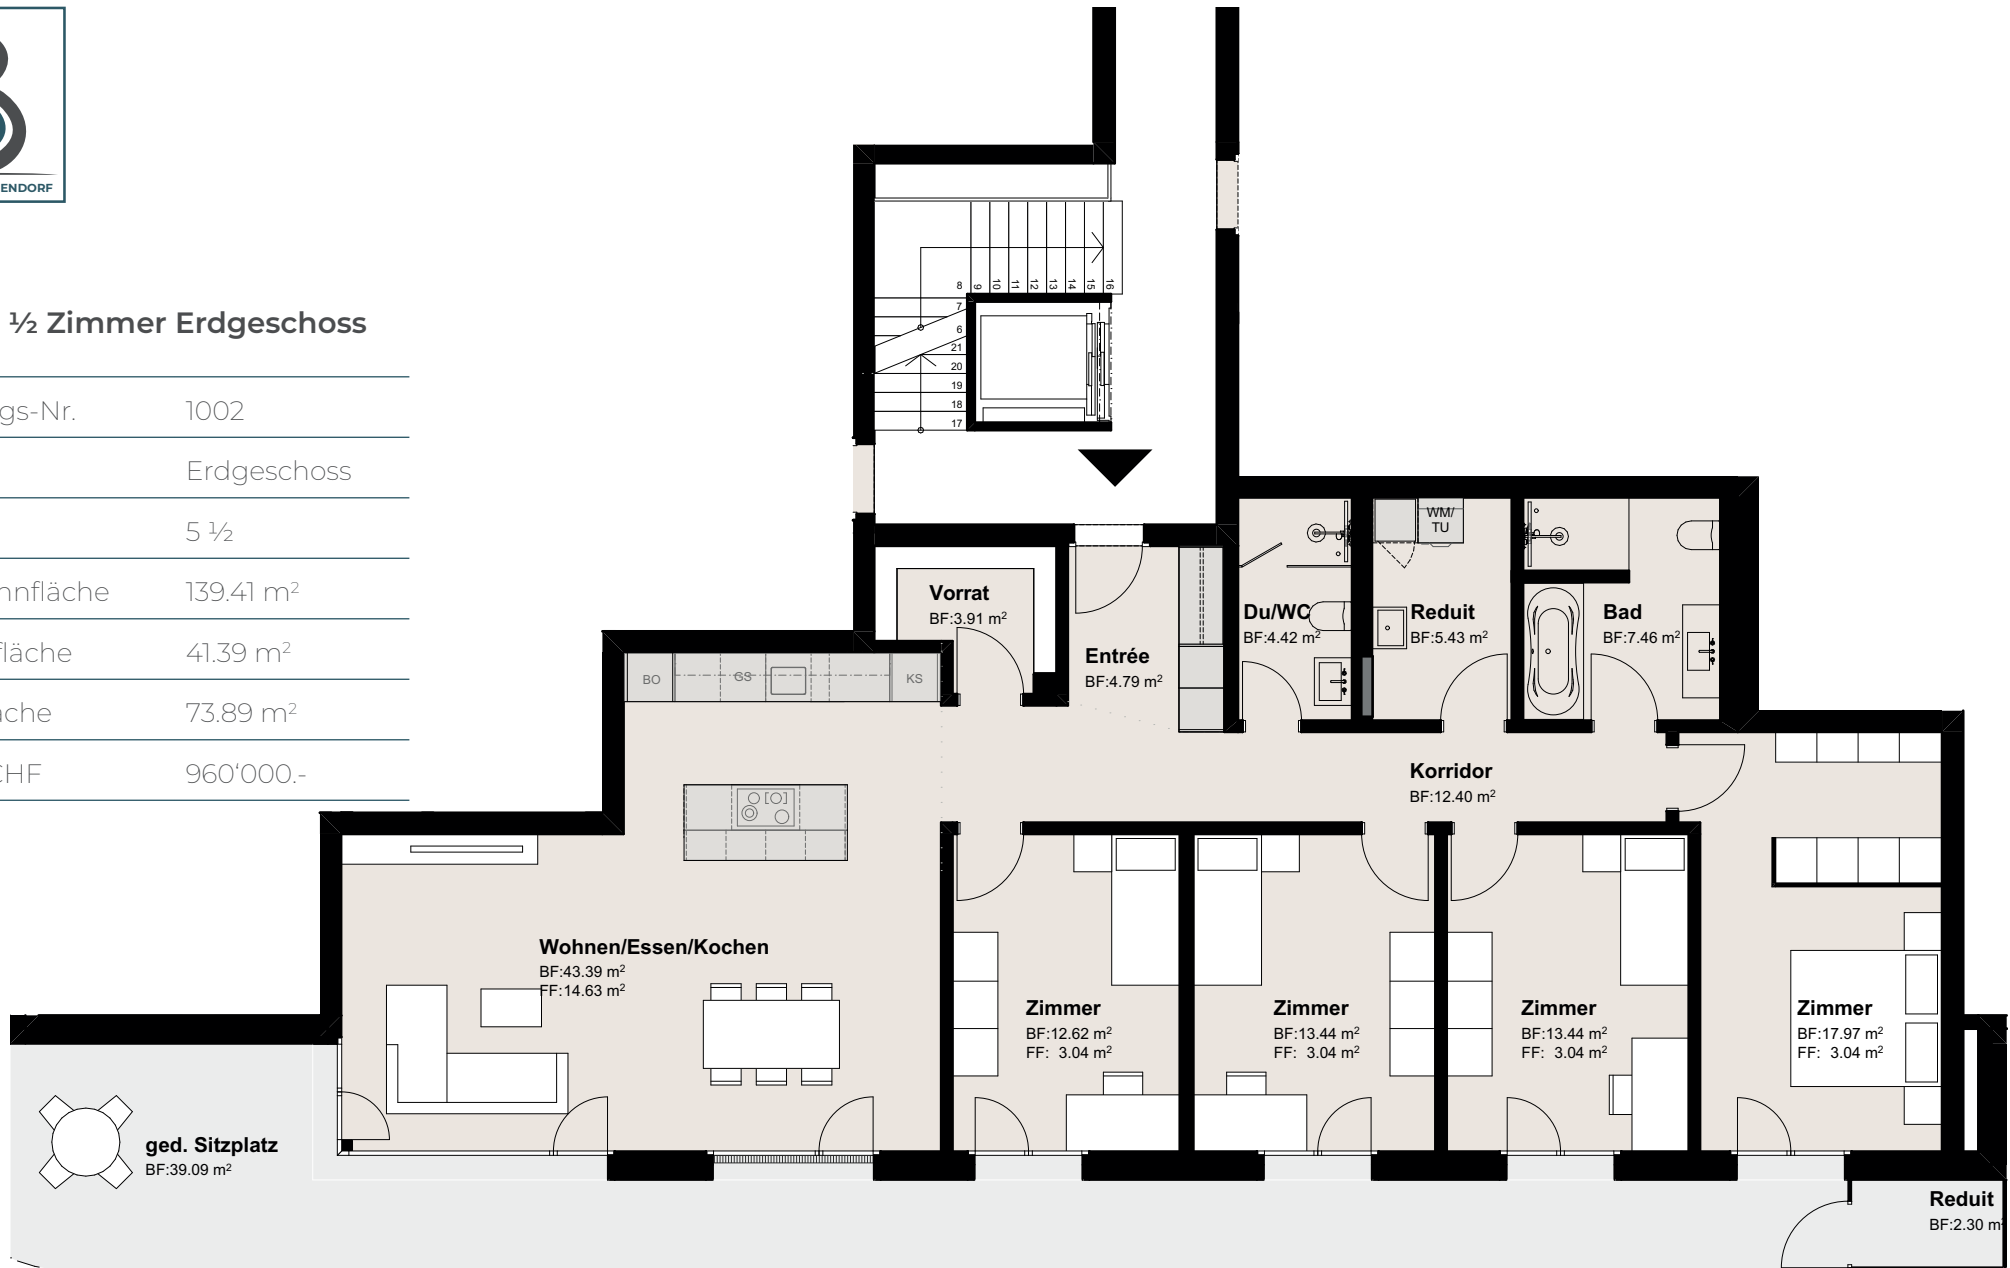 ENDORF
½ Zimmer Erdgeschoss
gs-Nr. 1002
Erdgeschoss
5 ½
nnfläche 139.41 m²
fläche 41.39 m²
äche 73.89 m²
CHF 960‘000.-
8
9
10
11
12
13
14
15
16
7
6
21
20
19
18
17
WM/
TU
Vorrat
BF:3.91 m²
Du/WC
BF:4.42 m²
Reduit
BF:5.43 m²
Bad
BF:7.46 m²
Entrée
BF:4.79 m²
BO
GS
KS
Korridor
BF:12.40 m²
Wohnen/Essen/Kochen
BF:43.39 m²
FF:14.63 m²
Zimmer
BF:12.62 m²
FF: 3.04 m²
Zimmer
BF:13.44 m²
FF: 3.04 m²
Zimmer
BF:13.44 m²
FF: 3.04 m²
Zimmer
BF:17.97 m²
FF: 3.04 m²
ged. Sitzplatz
BF:39.09 m²
Reduit
BF:2.30 m²